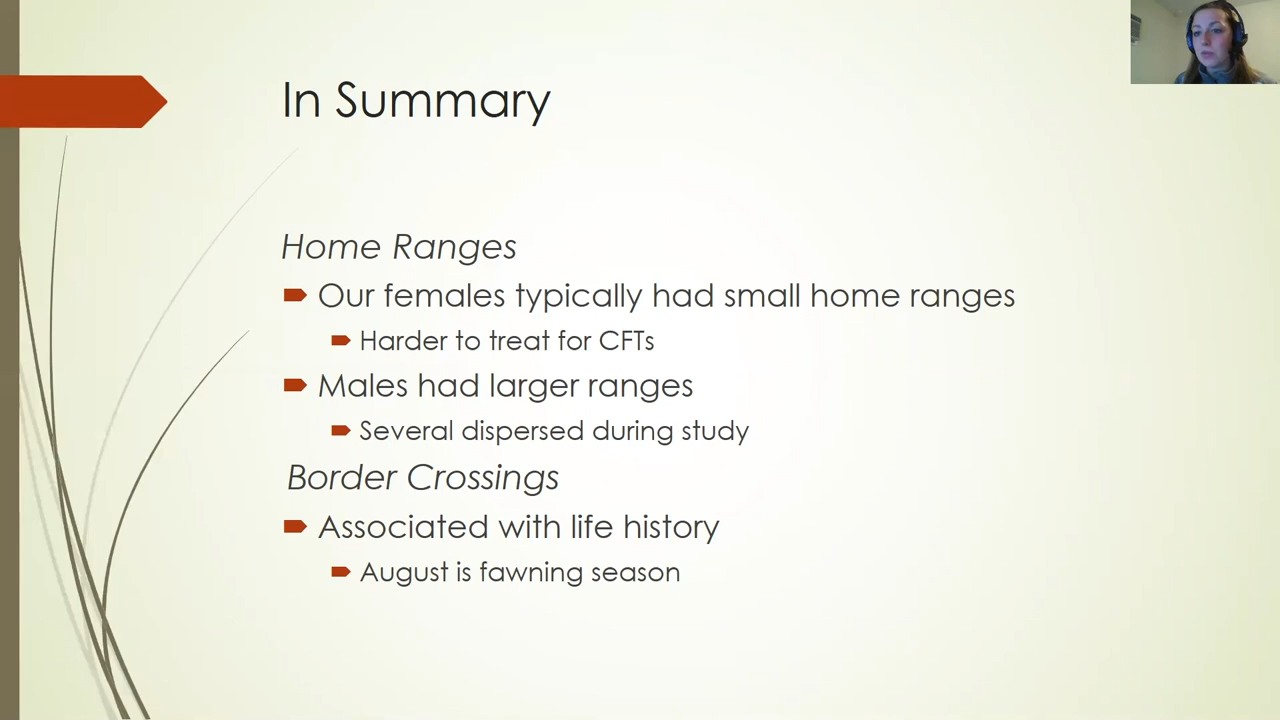 In Summary
Home Ranges
Our females typically had small home ranges
Harder to treat for CFTs
Males had larger ranges
Several dispersed during study
Border Crossings
Associated with life history
August is fawning season